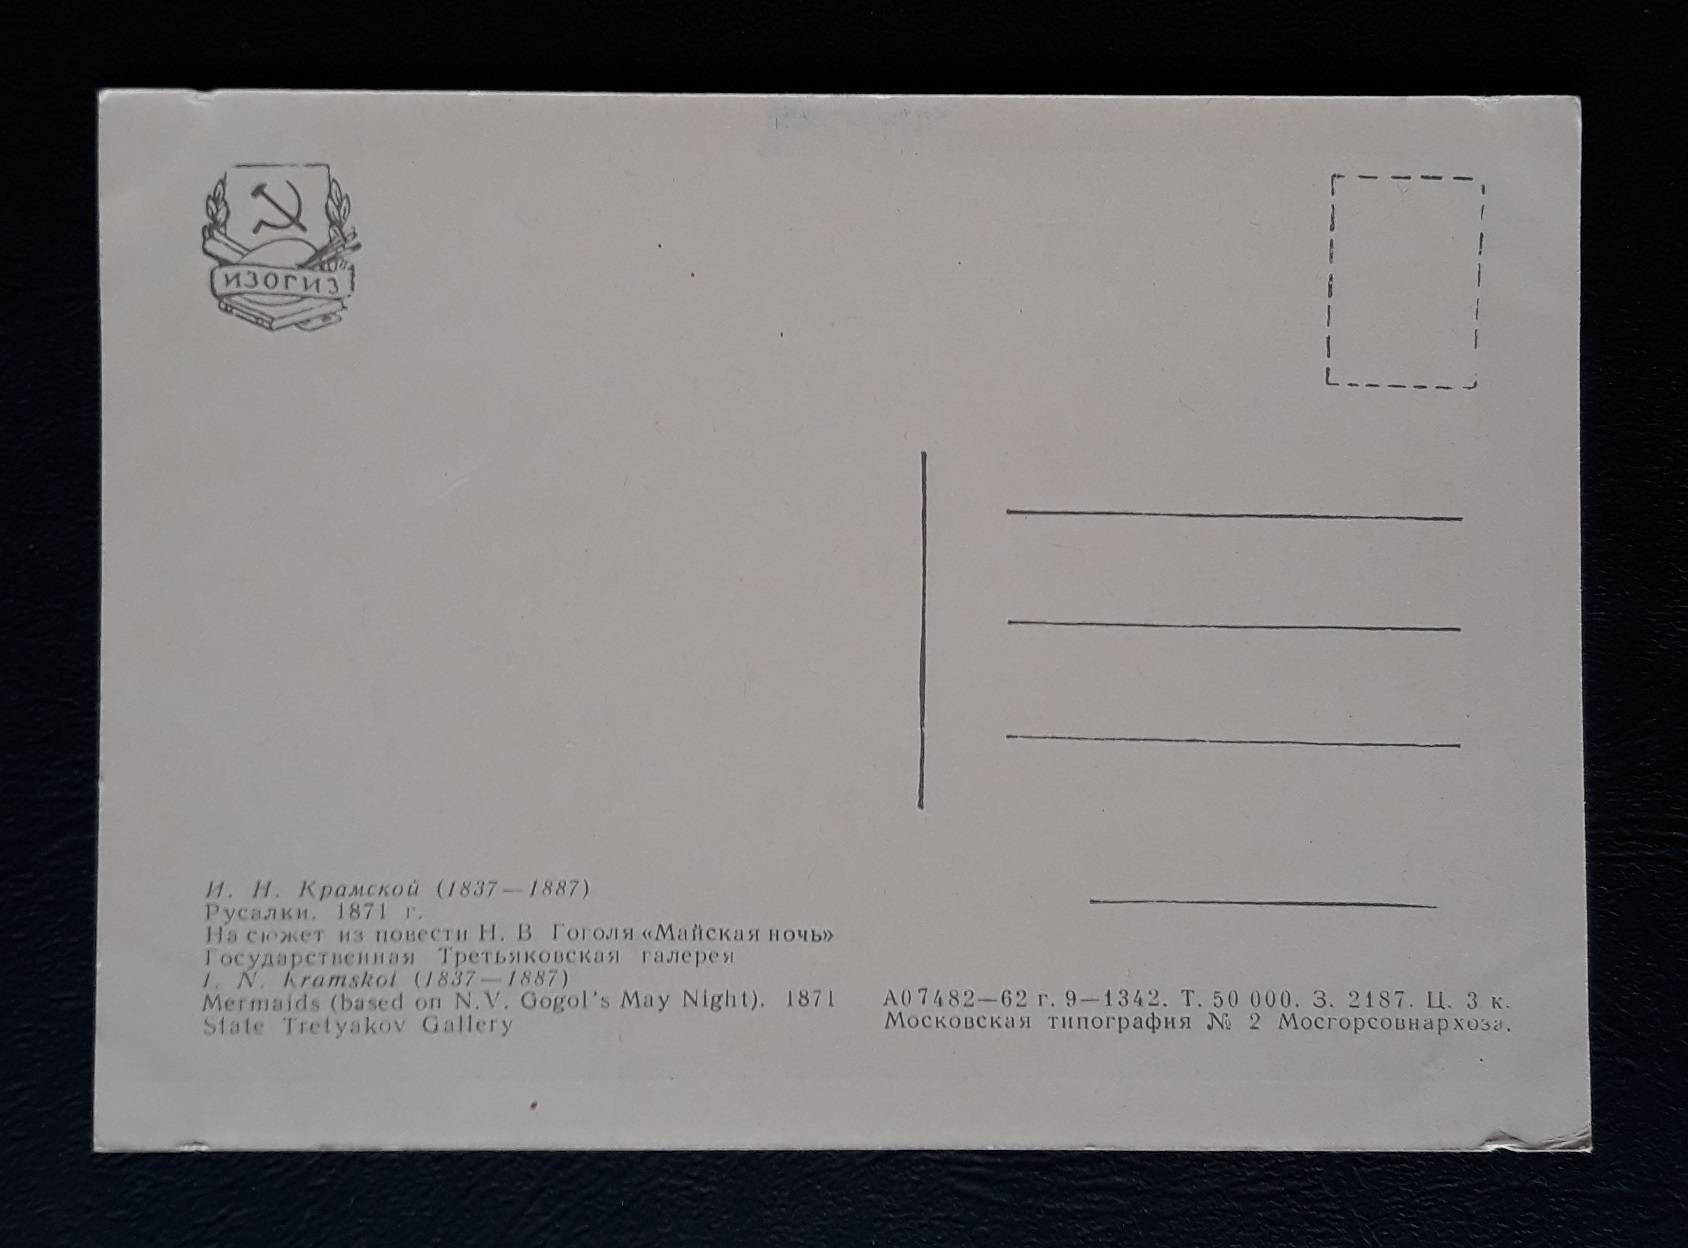 ИЗОГИЗ
И. Н. Крамской (1837—1887)
Русалки. 1871 г.
На сюжет из повести Н. В Гоголя «Майская ночь»
Государственная Третьяковская галерея
I. N. Kramskoi (1837—1887)
Mermaids (based on N.V. Gogol's May Night). 1871
State Tretyakov Gallery
А07482—62 г. 9—1342. Т. 50 000. З. 2187. Ц. 3 к.
Московская типография № 2 Мосгорсовнархоза.